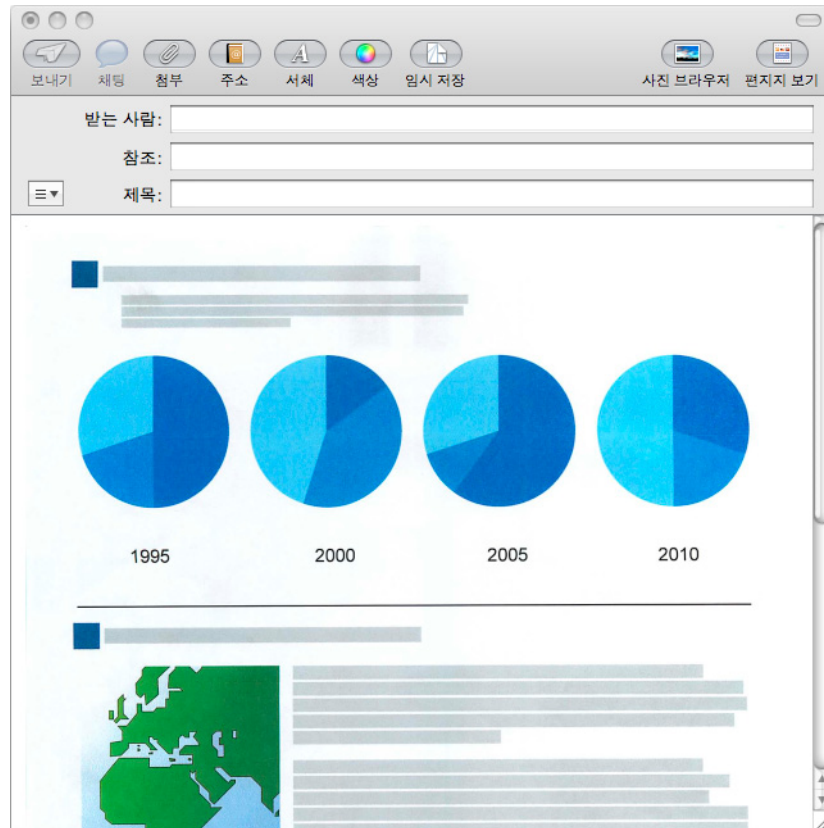 보내기 채팅 첨부 주소 서체 색상 임시 저장 사진 브라우저 편지지 보기
받는 사람:
참조:
제목:
1995 2000 2005 2010